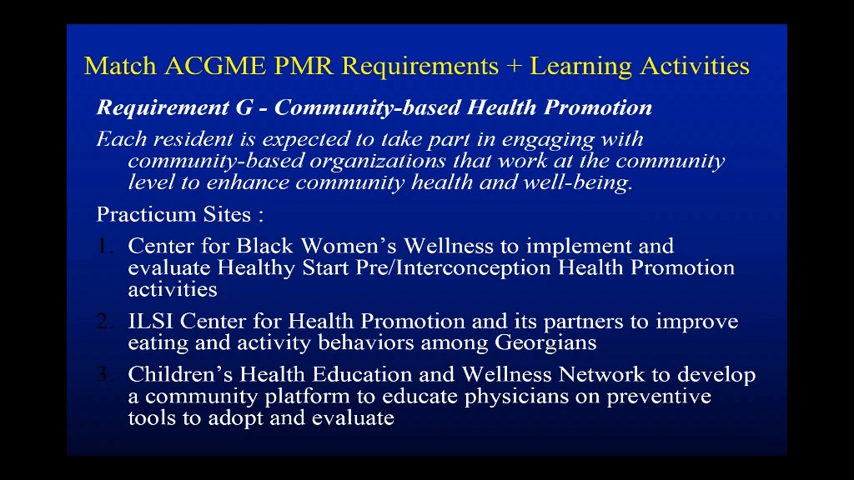 Match ACGME PMR Requirements + Learning Activities
Requirement G - Community-based Health Promotion
Each resident is expected to take part in engaging with
community-based organizations that work at the community
level to enhance community health and well-being.
Practicum Sites :
1. Center for Black Women's Wellness to implement and
evaluate Healthy Start Pre/Interconception Health Promotion
activities
2. ILSI Center for Health Promotion and its partners to improve
eating and activity behaviors among Georgians
3. Children's Health Education and Wellness Network to develop
a community platform to educate physicians on preventive
tools to adopt and evaluate